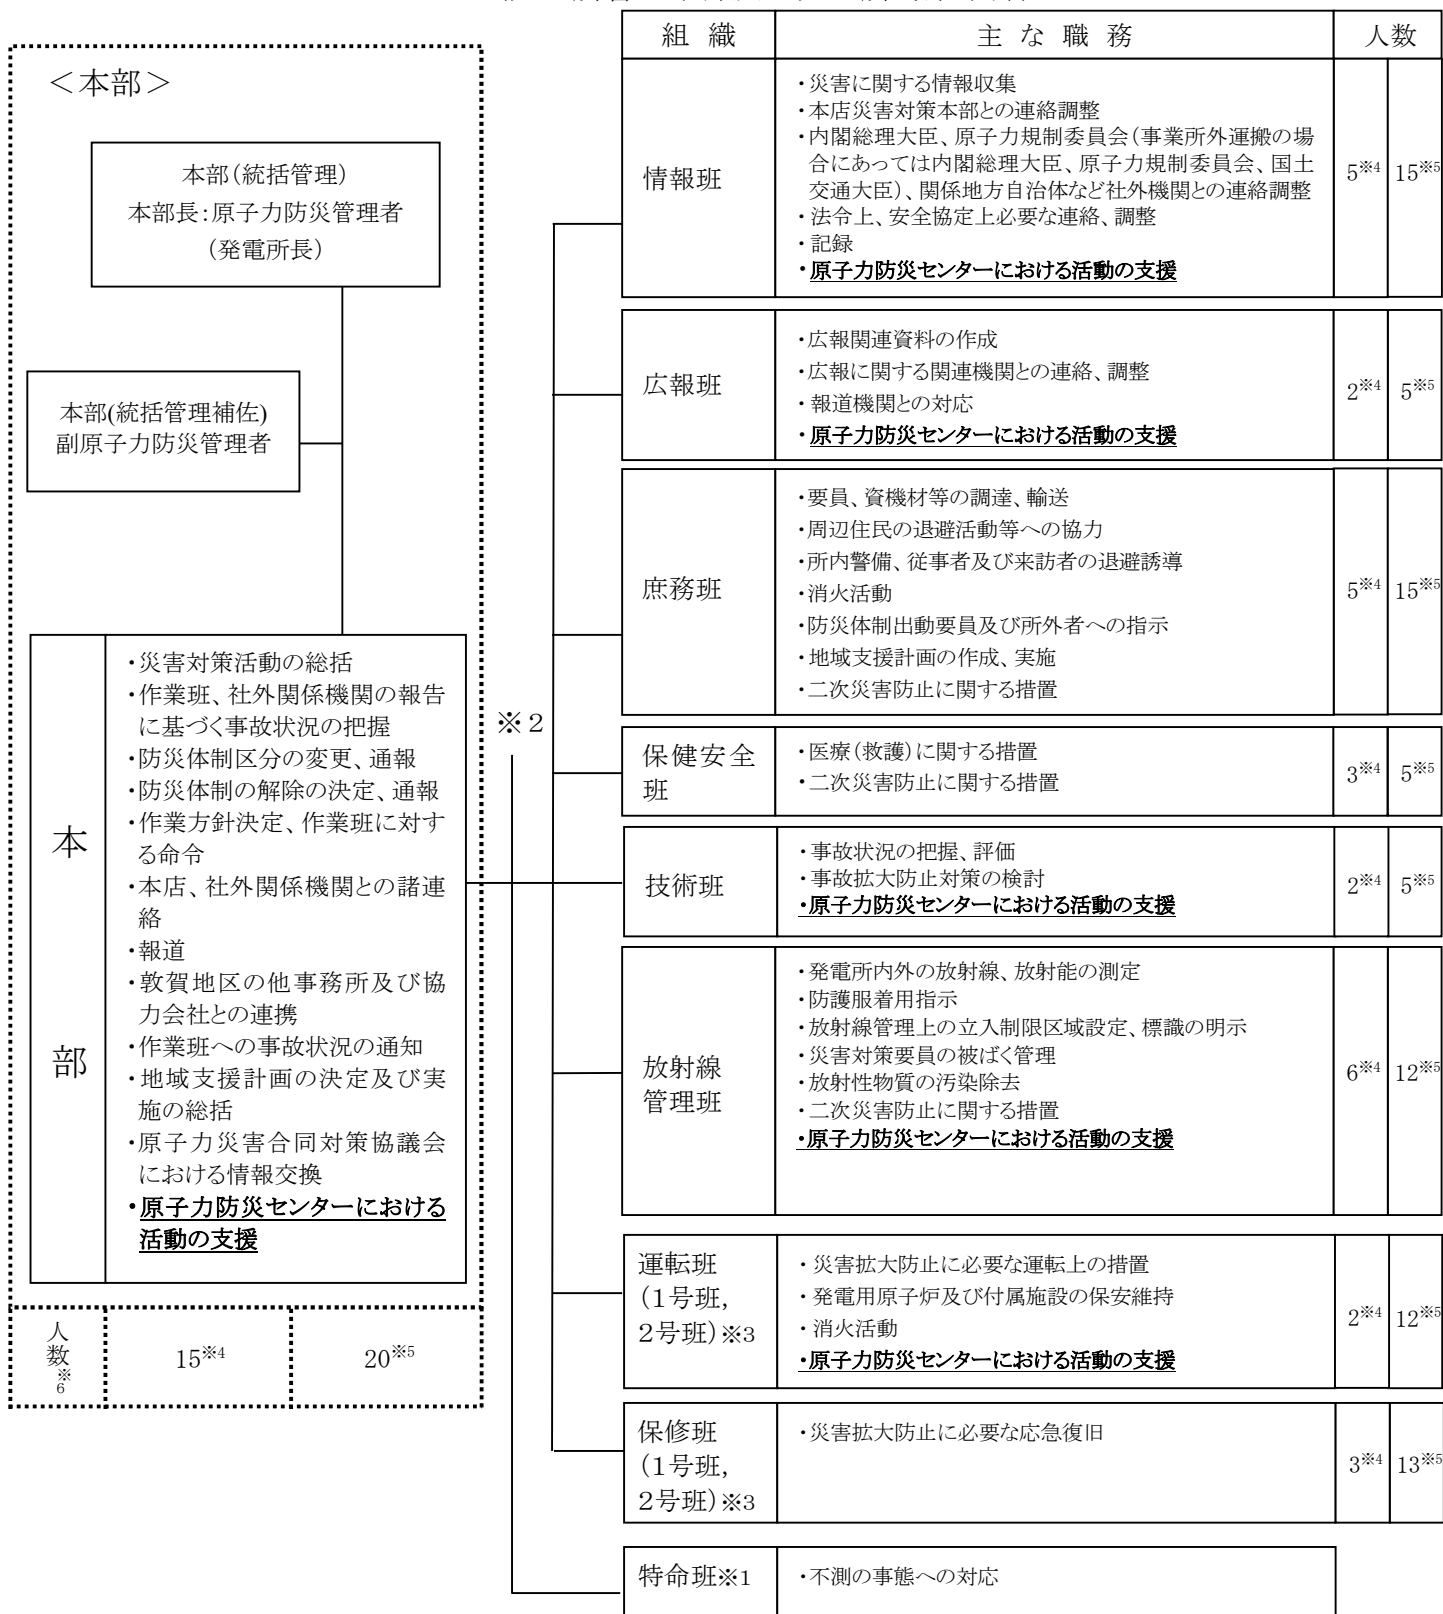 ＜本部＞
本部（統括管理）
本部長：原子力防災管理者
（発電所長）
本部(統括管理補佐)
副原子力防災管理者
本
部
・災害対策活動の総括
・作業班、社外関係機関の報告
に基づく事故状況の把握
・防災体制区分の変更、通報
・防災体制の解除の決定、通報
・作業方針決定、作業班に対す
る命令
・本店、社外関係機関との諸連
絡
・報道
・敦賀地区の他事務所及び協
力会社との連携
・作業班への事故状況の通知
・地域支援計画の決定及び実
施の総括
・原子力災害合同対策協議会
における情報交換
・原子力防災センターにおける
活動の支援
人数※6
15※4
20※5
※２
組 織
主 な 職 務
人数
情報班
・災害に関する情報収集
・本店災害対策本部との連絡調整
・内閣総理大臣、原子力規制委員会（事業所外運搬の場
合にあっては内閣総理大臣、原子力規制委員会、国土
交通大臣）、関係地方自治体など社外機関との連絡調整
・法令上、安全協定上必要な連絡、調整
・記録
・原子力防災センターにおける活動の支援
5※4
15※5
広報班
・広報関連資料の作成
・広報に関する関連機関との連絡、調整
・報道機関との対応
・原子力防災センターにおける活動の支援
2※4
5※5
庶務班
・要員、資機材等の調達、輸送
・周辺住民の退避活動等への協力
・所内警備、従事者及び来訪者の退避誘導
・消火活動
・防災体制出動要員及び所外者への指示
・地域支援計画の作成、実施
・二次災害防止に関する措置
5※4
15※5
保健安全
班
・医療（救護）に関する措置
・二次災害防止に関する措置
3※4
5※5
技術班
・事故状況の把握、評価
・事故拡大防止対策の検討
・原子力防災センターにおける活動の支援
2※4
5※5
放射線
管理班
・発電所内外の放射線、放射能の測定
・防護服着用指示
・放射線管理上の立入制限区域設定、標識の明示
・災害対策要員の被ばく管理
・放射性物質の汚染除去
・二次災害防止に関する措置
・原子力防災センターにおける活動の支援
6※4
12※5
運転班
（１号班，
２号班）※3
・災害拡大防止に必要な運転上の措置
・発電用原子炉及び付属施設の保安維持
・消火活動
・原子力防災センターにおける活動の支援
2※4
12※5
保修班
（１号班，
２号班）※3
・災害拡大防止に必要な応急復旧
3※4
13※5
特命班※1
・不測の事態への対応